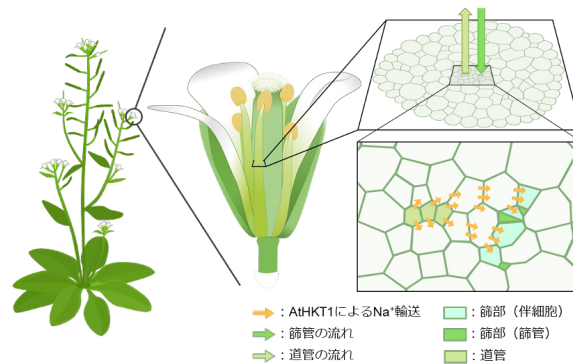 : AtHKT1によるNa⁺輸送
: 篩部（伴細胞）
: 篩管の流れ
: 篩部（篩管）
: 道管の流れ
: 道管